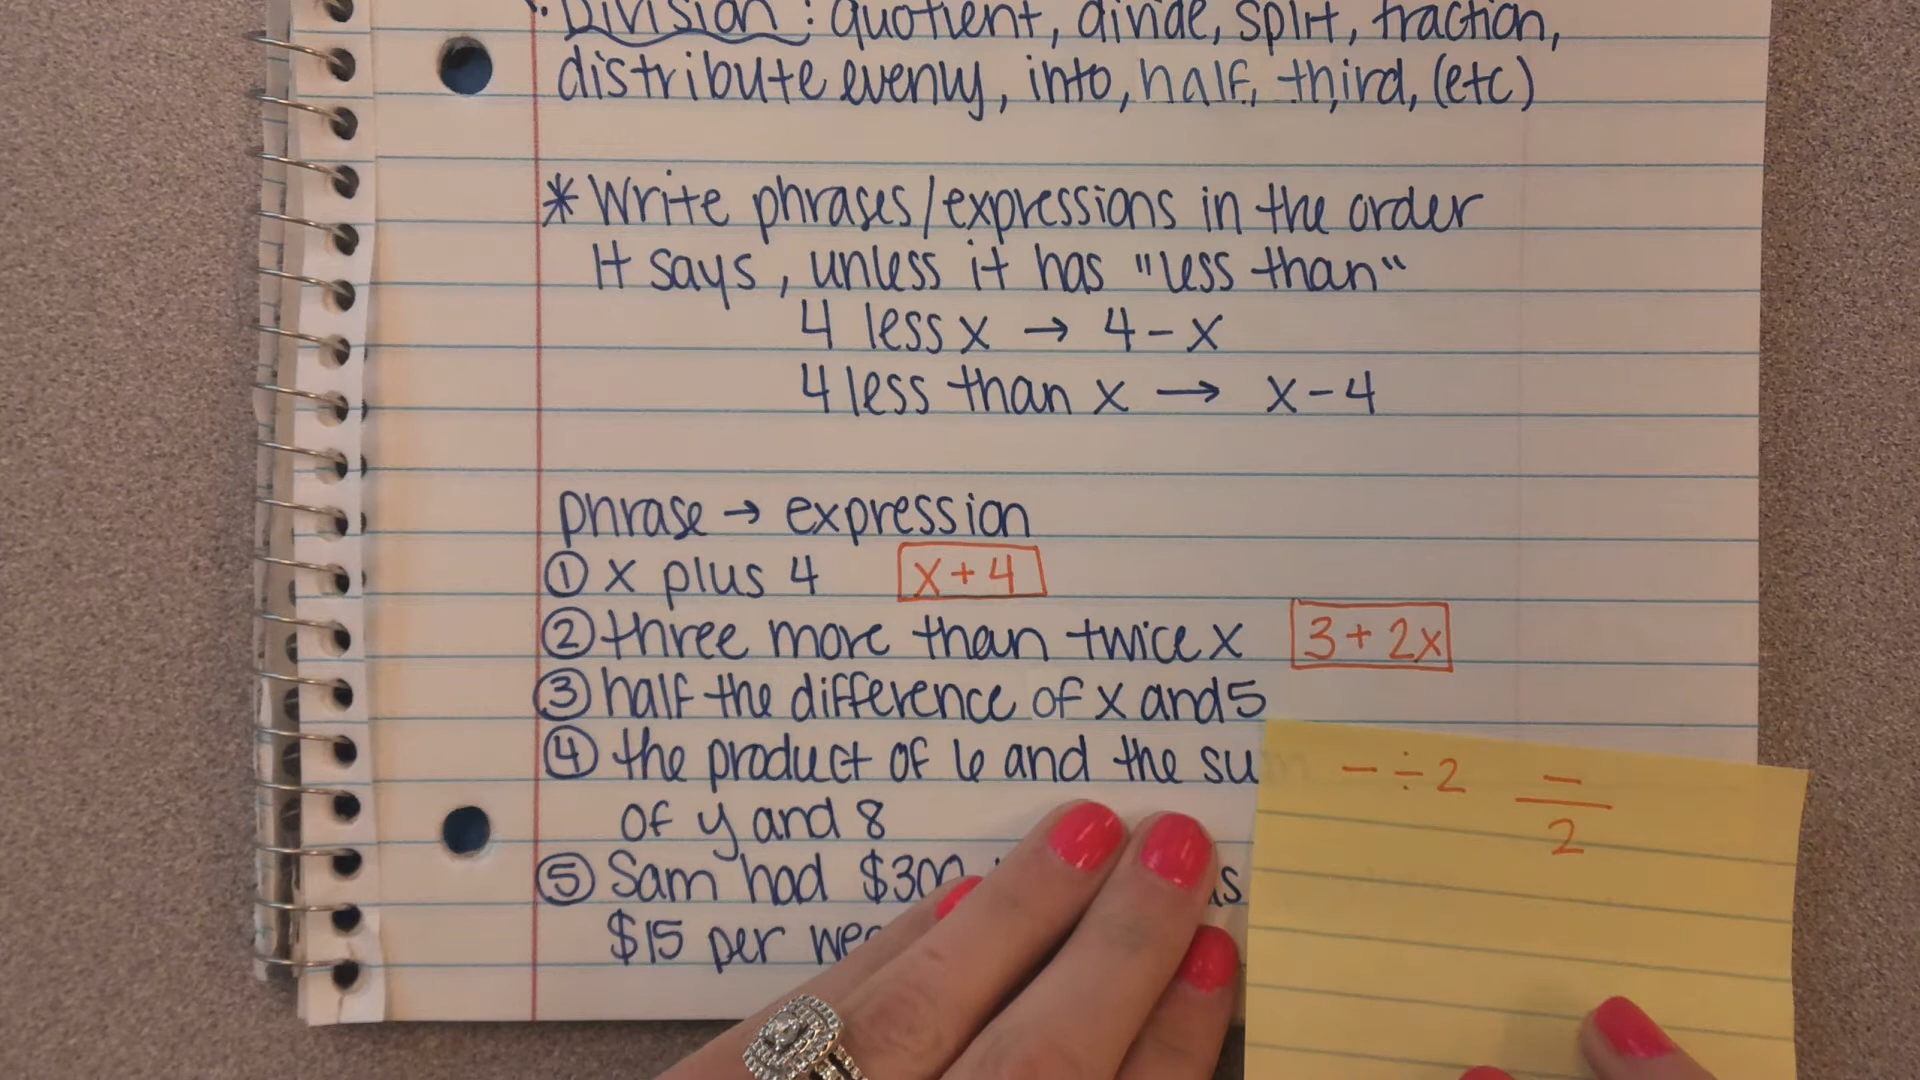 Division: quotient, divide, split, fraction,
distribute evenly, into, half, third, (etc)
* Write phrases/expressions in the order
it says, unless it has "less than"
4 less x → 4 - x
4 less than x → x - 4
phrase → expression
① x plus 4 x + 4
② three more than twice x 3 + 2x
③ half the difference of x and 5
④ the product of 6 and the su
of y and 8
⑤ Sam had $300
$15 per
- ÷ 2
-
2